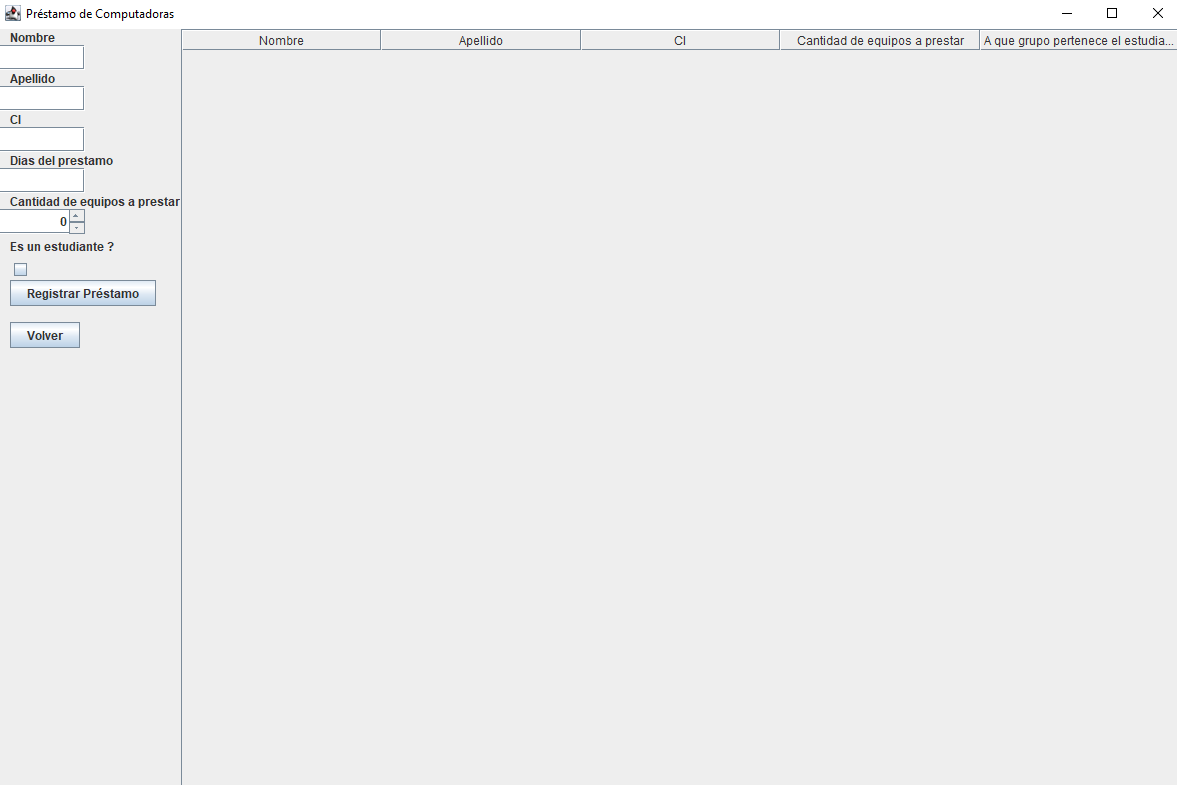 Préstamo de Computadoras
Nombre
Apellido
CI
Dias del prestamo
Cantidad de equipos a prestar
0
Es un estudiante ?
Registrar Préstamo
Volver
Nombre Apellido CI Cantidad de equipos a prestar A que grupo pertenece el estudia...